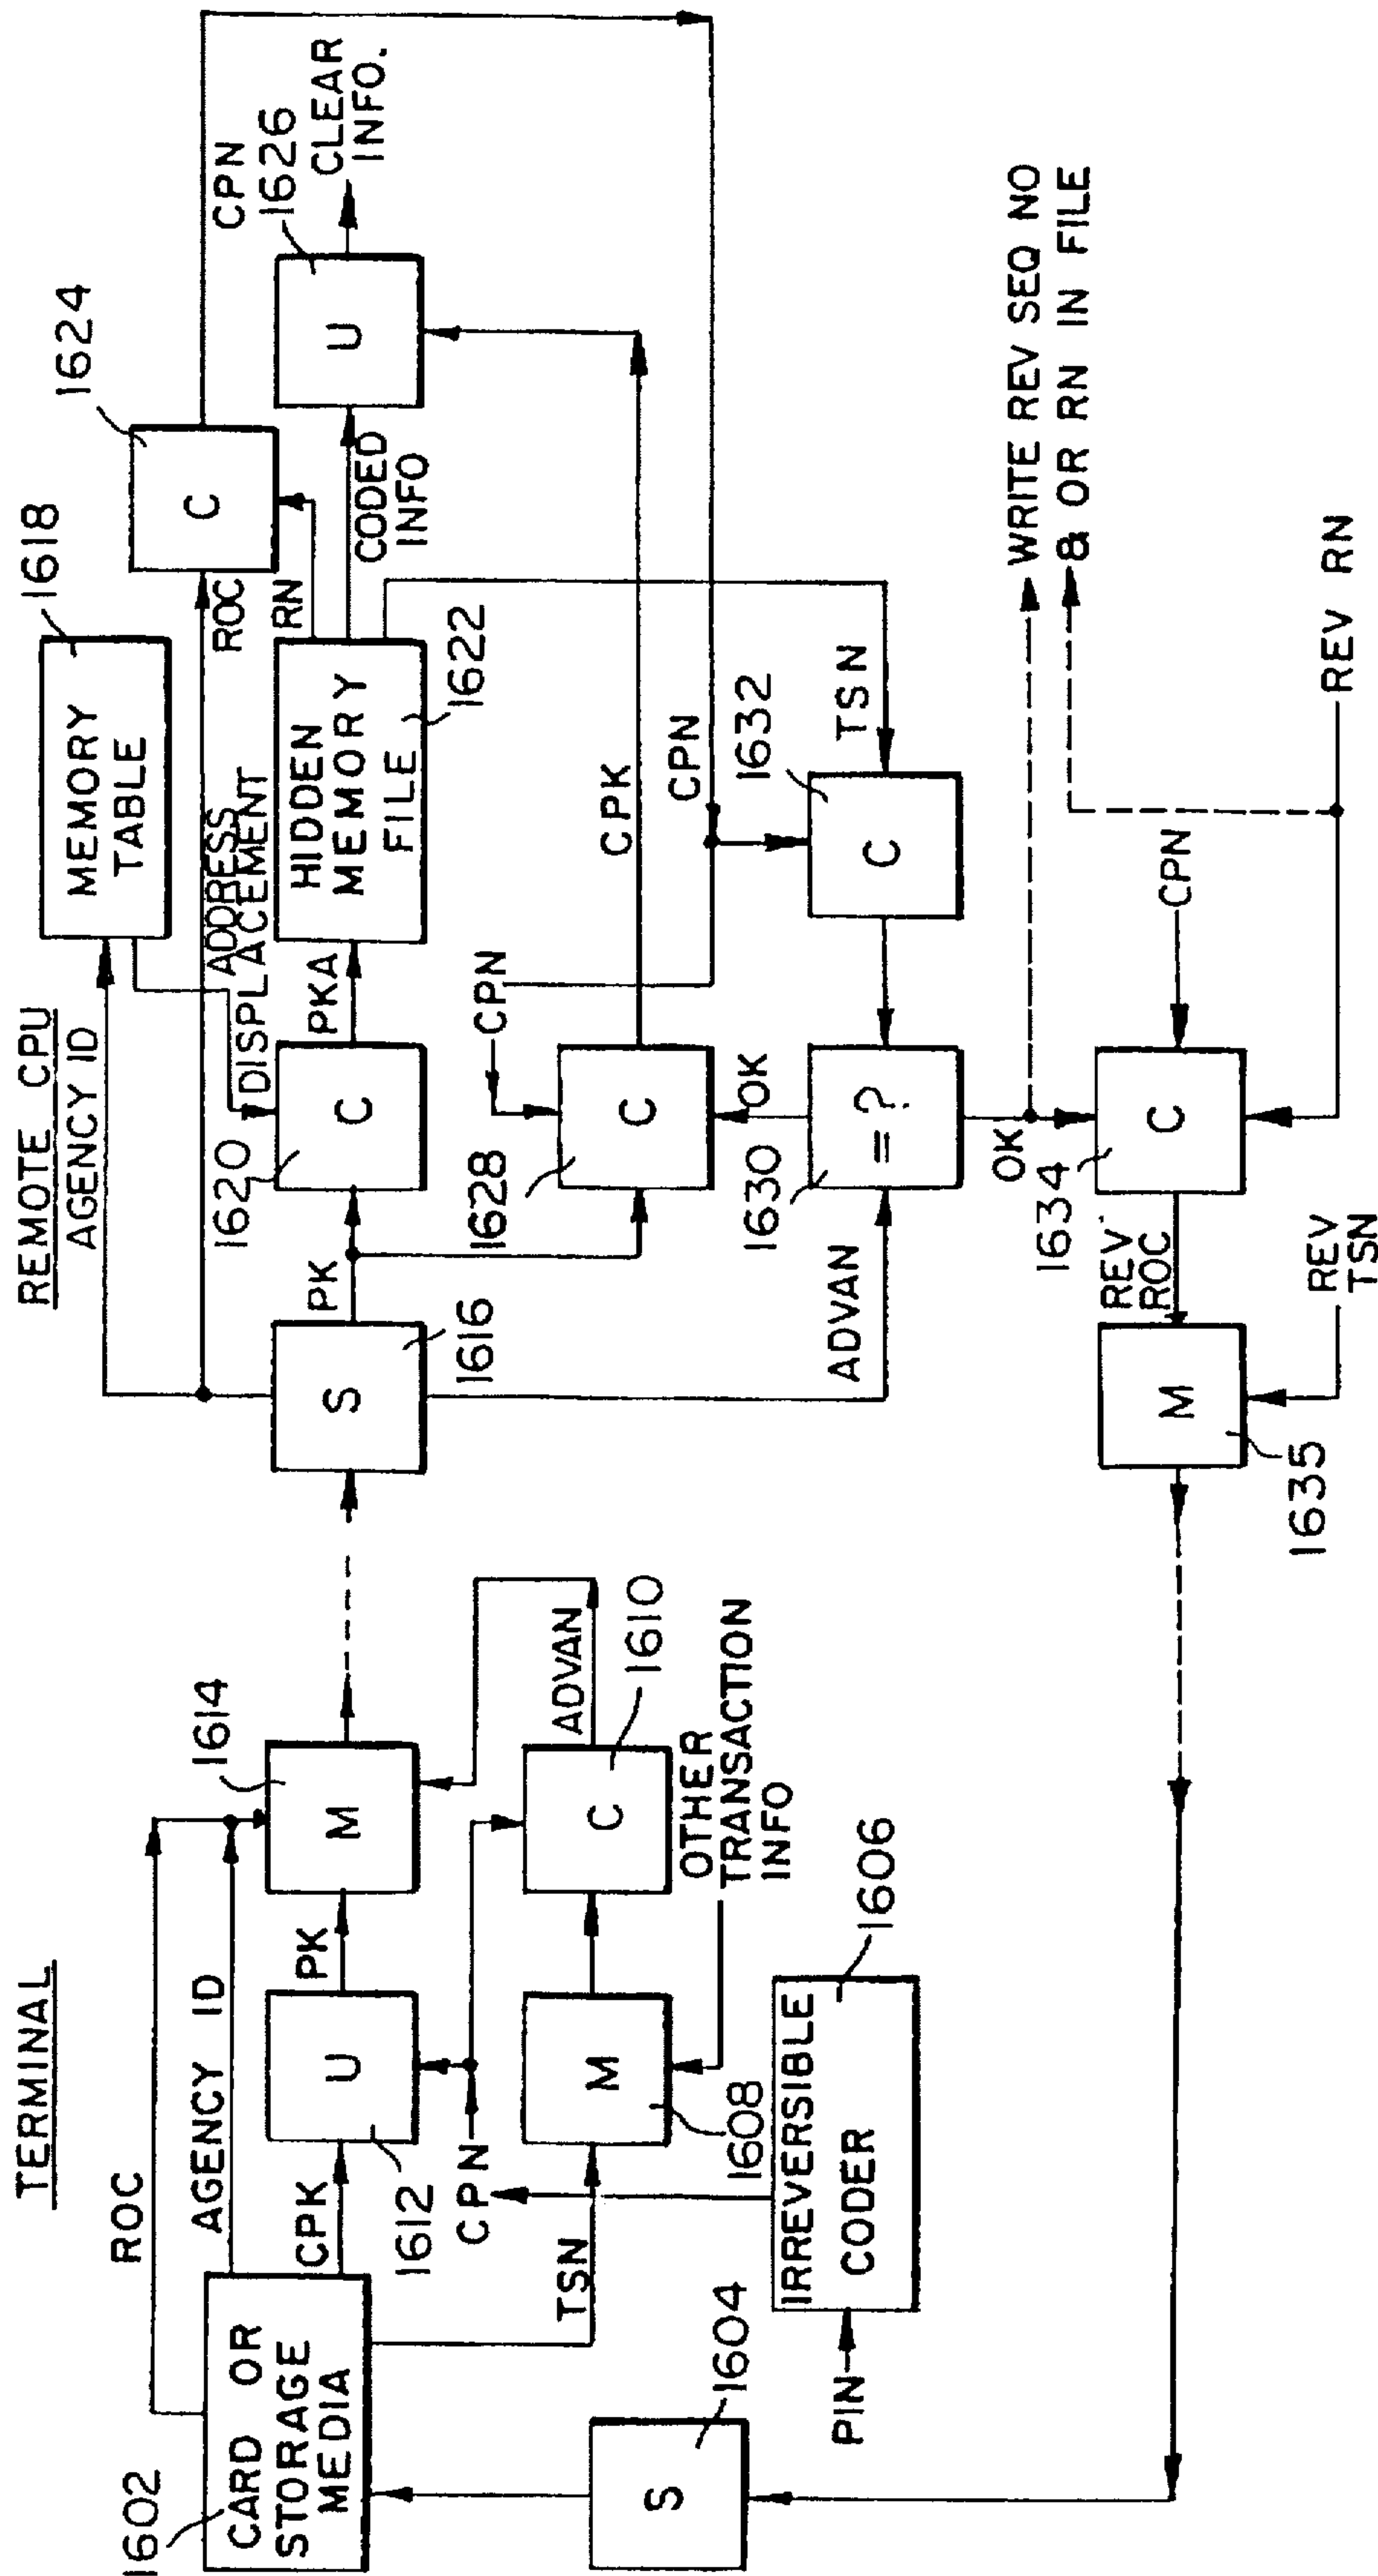 TERMINAL
ROC
AGENCY ID
1602
CARD OR
STORAGE
MEDIA
CPK
U
1612
PK
M
1614
CPN
TSN
M
1608
C
1610
ADVAN
OTHER
TRANSACTION
INFO
S
1604
PIN
IRREVERSIBLE
CODER
1606
REMOTE CPU
AGENCY ID
S
1616
PK
1620
C
ADDRESS
DISPLACEMENT
PKA
MEMORY
TABLE
1618
HIDDEN
MEMORY
FILE
1622
ROC
RN
C
1624
CODED
INFO
U
CPN
1626
CLEAR
INFO.
CPN
1628
C
CPK
CPN
OK
1630
= ?
ADVAN
1632
C
TSN
OK
1634
C
CPN
REV
ROC
M
1635
REV
TSN
REV RN
WRITE REV SEQ NO
& OR RN IN FILE